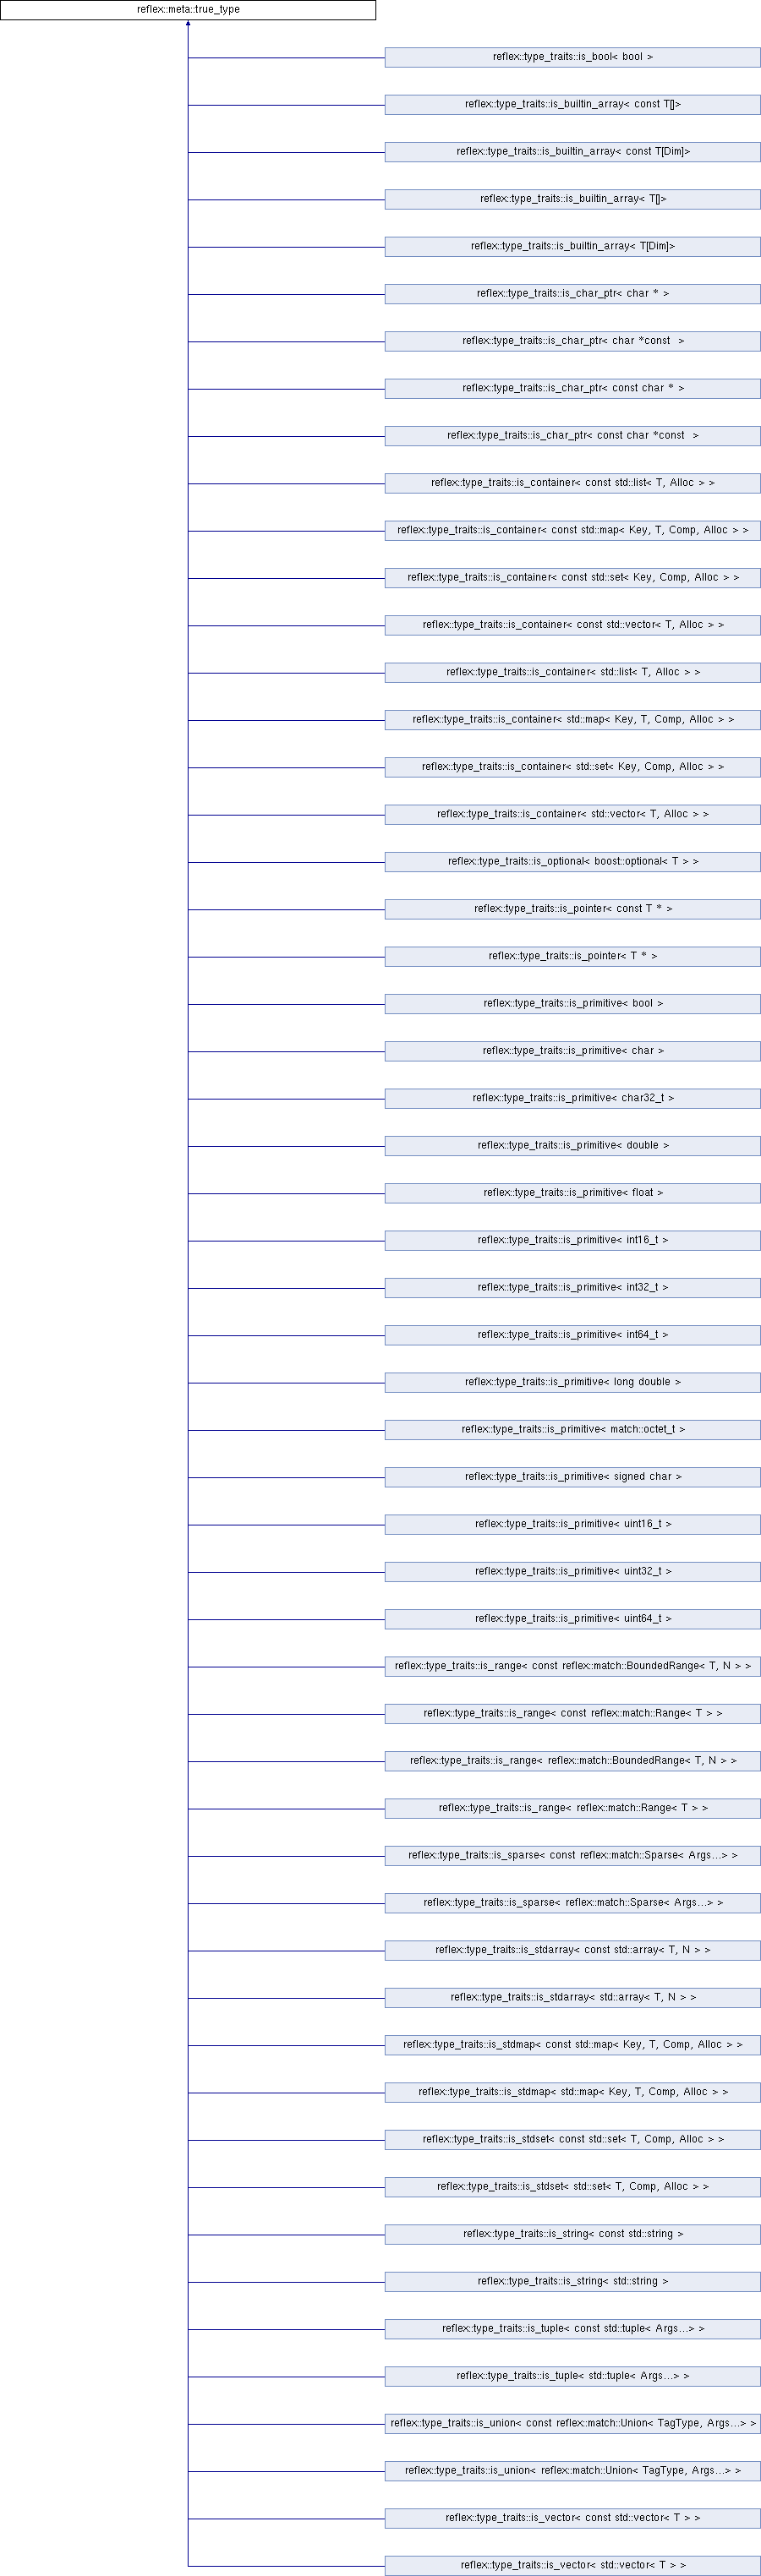 reflex::meta::true_type
reflex::type_traits::is_bool< bool >
reflex::type_traits::is_builtin_array< const T[]>
reflex::type_traits::is_builtin_array< const T[Dim]>
reflex::type_traits::is_builtin_array< T[]>
reflex::type_traits::is_builtin_array< T[Dim]>
reflex::type_traits::is_char_ptr< char * >
reflex::type_traits::is_char_ptr< char *const  >
reflex::type_traits::is_char_ptr< const char * >
reflex::type_traits::is_char_ptr< const char *const  >
reflex::type_traits::is_container< const std::list< T, Alloc > >
reflex::type_traits::is_container< const std::map< Key, T, Comp, Alloc > >
reflex::type_traits::is_container< const std::set< Key, Comp, Alloc > >
reflex::type_traits::is_container< const std::vector< T, Alloc > >
reflex::type_traits::is_container< std::list< T, Alloc > >
reflex::type_traits::is_container< std::map< Key, T, Comp, Alloc > >
reflex::type_traits::is_container< std::set< Key, Comp, Alloc > >
reflex::type_traits::is_container< std::vector< T, Alloc > >
reflex::type_traits::is_optional< boost::optional< T > >
reflex::type_traits::is_pointer< const T * >
reflex::type_traits::is_pointer< T * >
reflex::type_traits::is_primitive< bool >
reflex::type_traits::is_primitive< char >
reflex::type_traits::is_primitive< char32_t >
reflex::type_traits::is_primitive< double >
reflex::type_traits::is_primitive< float >
reflex::type_traits::is_primitive< int16_t >
reflex::type_traits::is_primitive< int32_t >
reflex::type_traits::is_primitive< int64_t >
reflex::type_traits::is_primitive< long double >
reflex::type_traits::is_primitive< match::octet_t >
reflex::type_traits::is_primitive< signed char >
reflex::type_traits::is_primitive< uint16_t >
reflex::type_traits::is_primitive< uint32_t >
reflex::type_traits::is_primitive< uint64_t >
reflex::type_traits::is_range< const reflex::match::BoundedRange< T, N > >
reflex::type_traits::is_range< const reflex::match::Range< T > >
reflex::type_traits::is_range< reflex::match::BoundedRange< T, N > >
reflex::type_traits::is_range< reflex::match::Range< T > >
reflex::type_traits::is_sparse< const reflex::match::Sparse< Args...> >
reflex::type_traits::is_sparse< reflex::match::Sparse< Args...> >
reflex::type_traits::is_stdarray< const std::array< T, N > >
reflex::type_traits::is_stdarray< std::array< T, N > >
reflex::type_traits::is_stdmap< const std::map< Key, T, Comp, Alloc > >
reflex::type_traits::is_stdmap< std::map< Key, T, Comp, Alloc > >
reflex::type_traits::is_stdset< const std::set< T, Comp, Alloc > >
reflex::type_traits::is_stdset< std::set< T, Comp, Alloc > >
reflex::type_traits::is_string< const std::string >
reflex::type_traits::is_string< std::string >
reflex::type_traits::is_tuple< const std::tuple< Args...> >
reflex::type_traits::is_tuple< std::tuple< Args...> >
reflex::type_traits::is_union< const reflex::match::Union< TagType, Args...> >
reflex::type_traits::is_union< reflex::match::Union< TagType, Args...> >
reflex::type_traits::is_vector< const std::vector< T > >
reflex::type_traits::is_vector< std::vector< T > >